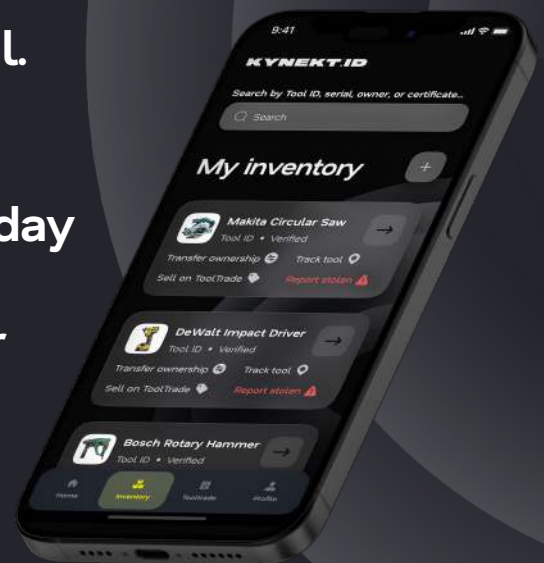 l.
day
9:41
KYNEKT.ID
Search by Tool ID, serial, owner, or certificate..
Search
My inventory
+
Makita Circular Saw
Tool ID • Verified
Transfer ownership Track tool
Sell on ToolTrade Report stolen
DeWalt Impact Driver
Tool ID • Verified
Transfer ownership Track tool
Sell on ToolTrade Report stolen
Bosch Rotary Hammer
Tool ID • Verified
Home Inventory Tooltrade Profile